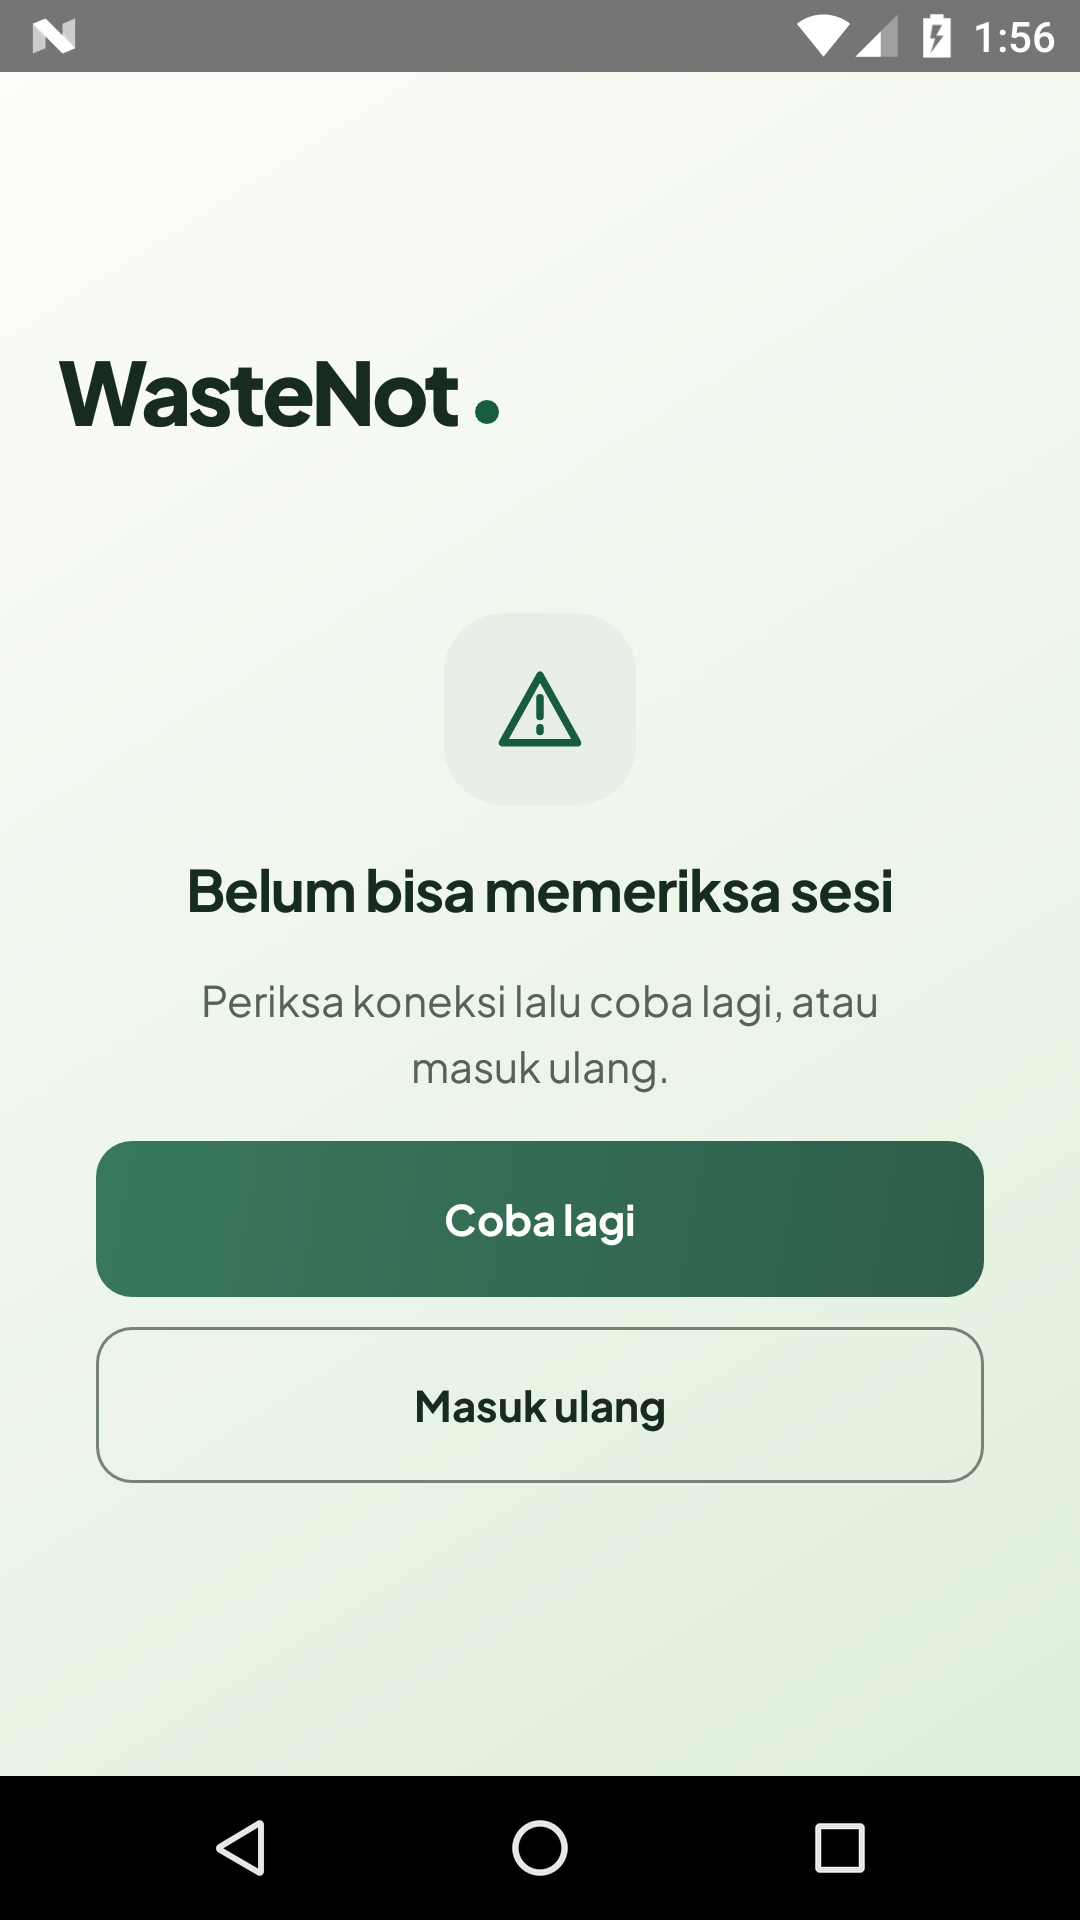 1:56
WasteNot.
Belum bisa memeriksa sesi
Periksa koneksi lalu coba lagi, atau
masuk ulang.
Coba lagi
Masuk ulang